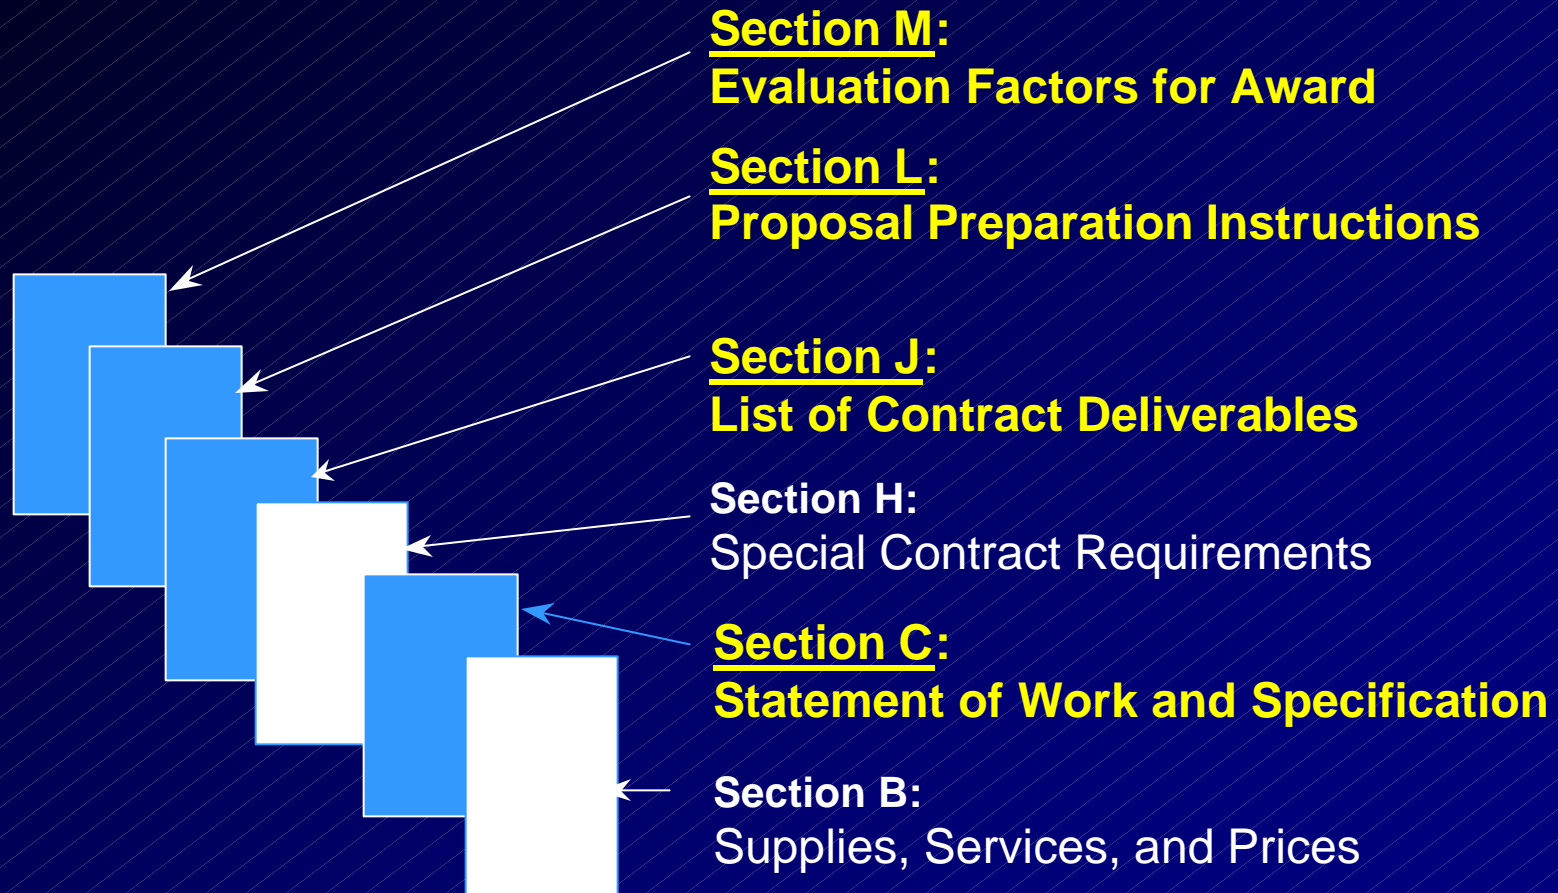 Section M:
Evaluation Factors for Award
Section L:
Proposal Preparation Instructions
Section J:
List of Contract Deliverables
Section H:
Special Contract Requirements
Section C:
Statement of Work and Specification
Section B:
Supplies, Services, and Prices